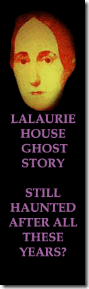 LALAURIE
HOUSE
GHOST
STORY
STILL
HAUNTED
AFTER ALL
THESE
YEARS?